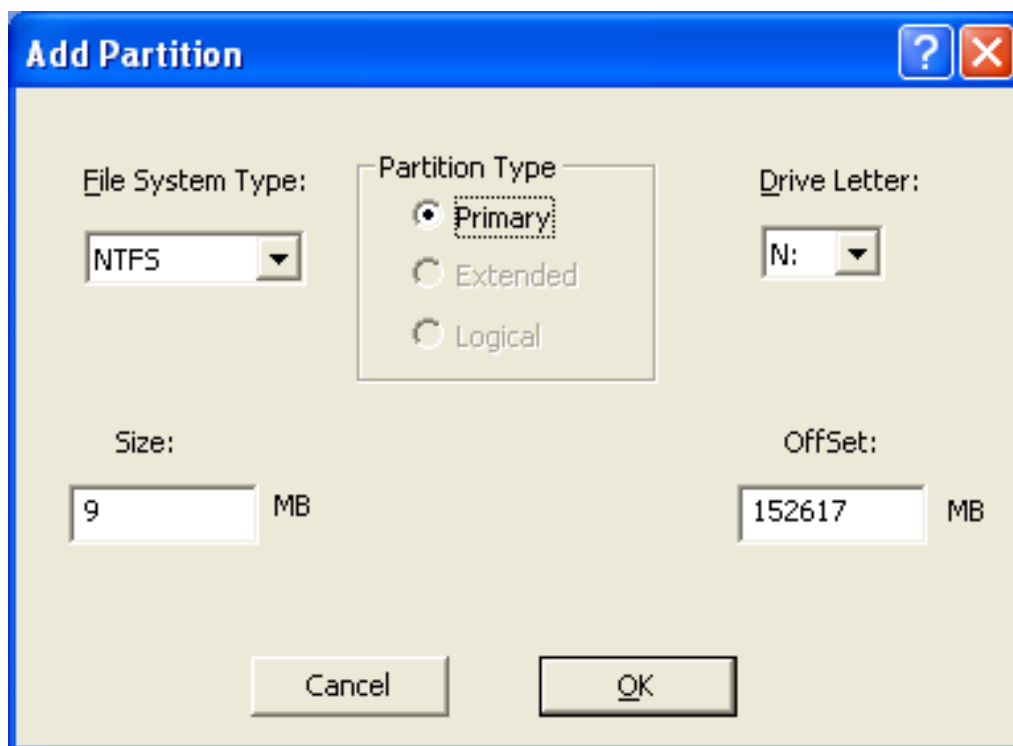 Add Partition
File System Type:
Partition Type
Drive Letter:
NTFS
Primary
N:
Extended
Logical
Size:
OffSet:
9 MB
152617 MB
Cancel
OK